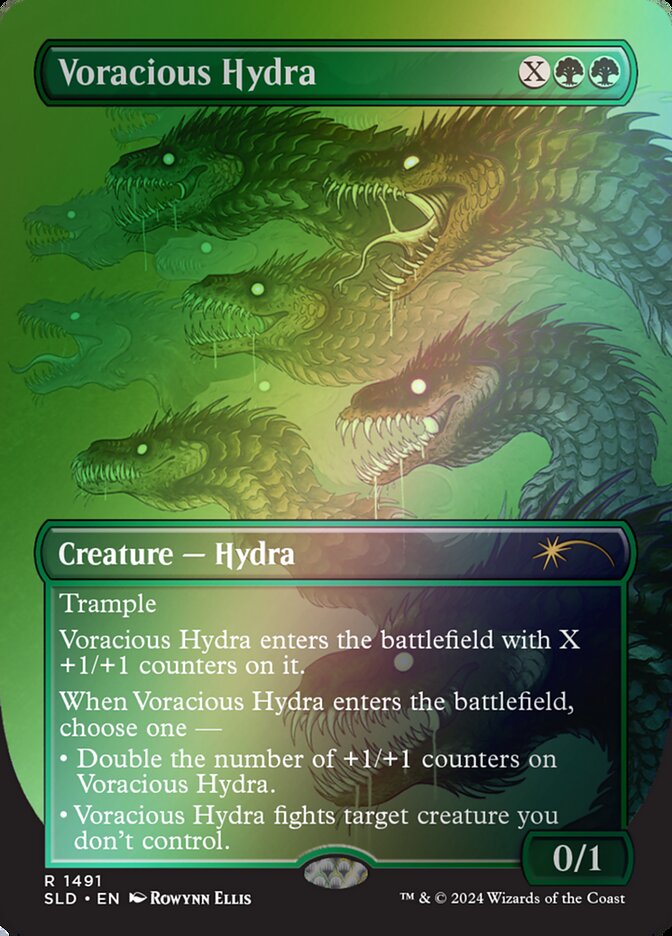 Voracious Hydra X
Creature — Hydra
Trample
Voracious Hydra enters the battlefield with X
+1/+1 counters on it.
When Voracious Hydra enters the battlefield,
choose one —
• Double the number of +1/+1 counters on
Voracious Hydra.
• Voracious Hydra fights target creature you
don't control.
0/1
R 1491
SLD • EN Rowynn Ellis
™ & © 2024 Wizards of the Coast